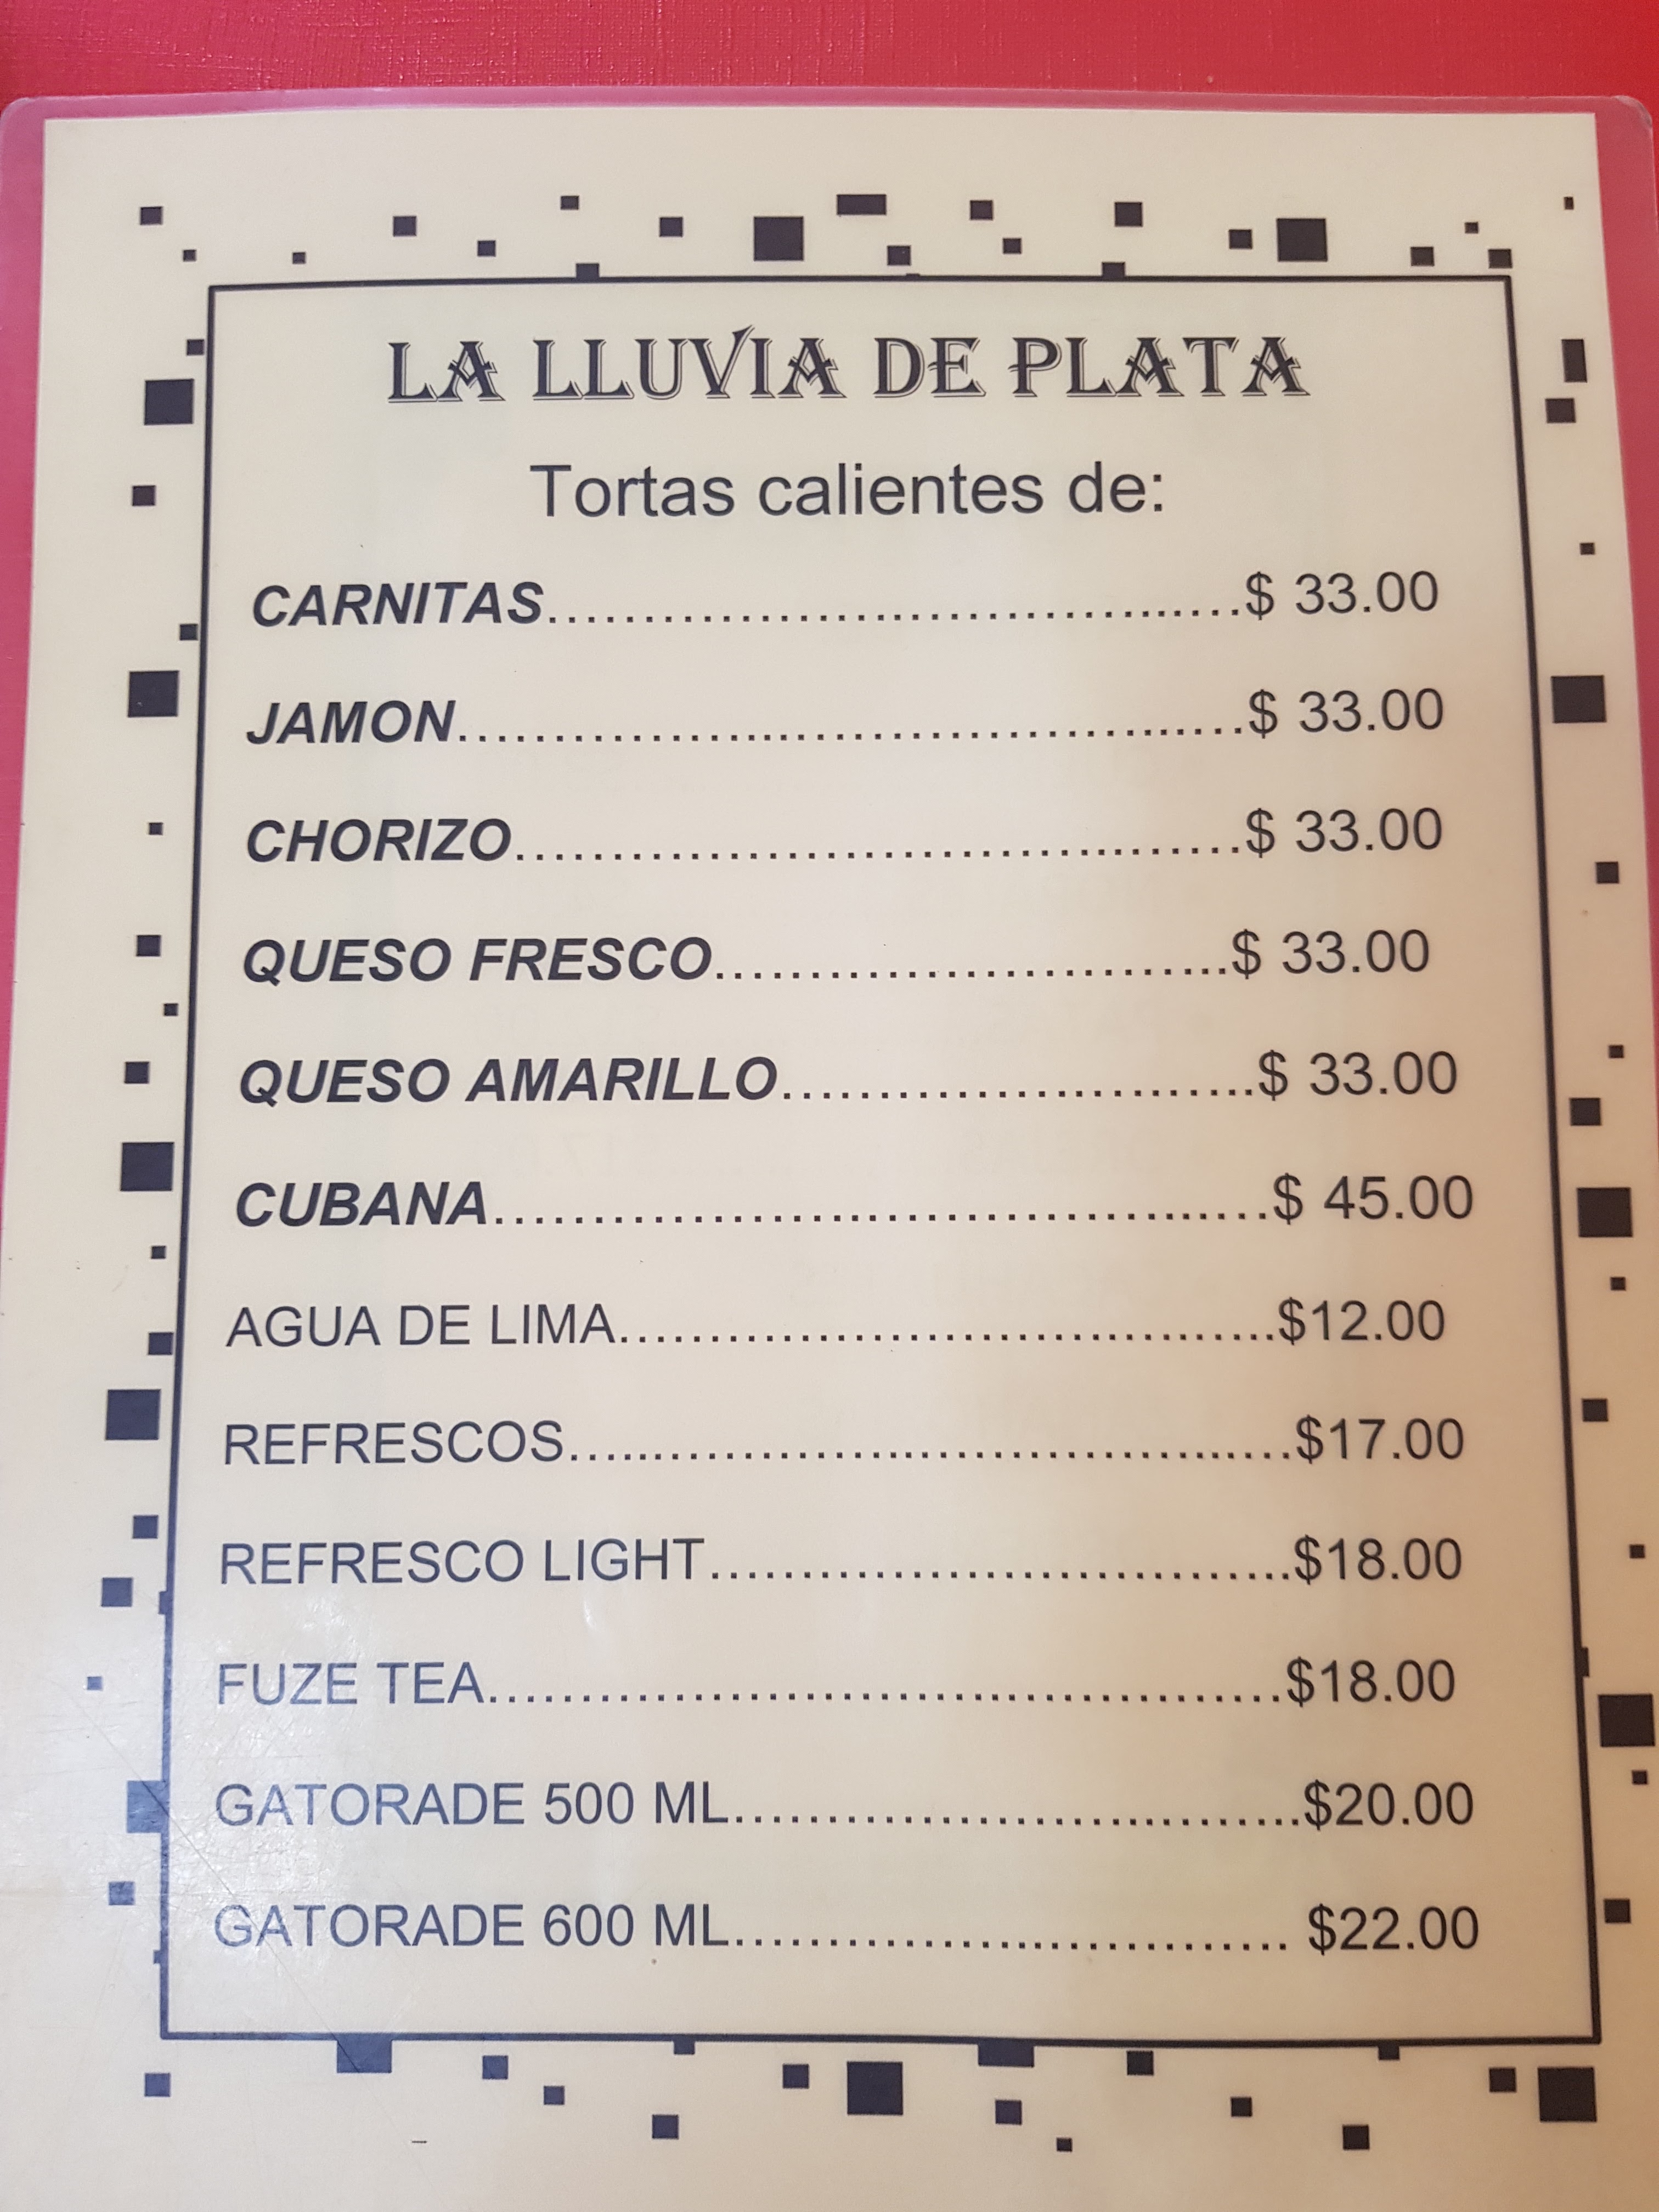 LA LLUVIA DE PLATA
Tortas calientes de:
CARNITAS.......................................$ 33.00
JAMON............................................$ 33.00
CHORIZO.........................................$ 33.00
QUESO FRESCO.............................$ 33.00
QUESO AMARILLO..........................$ 33.00
CUBANA...........................................$ 45.00
AGUA DE LIMA.....................................$12.00
REFRESCOS........................................$17.00
REFRESCO LIGHT................................$18.00
FUZE TEA............................................$18.00
GATORADE 500 ML...............................$20.00
GATORADE 600 ML.............................. $22.00